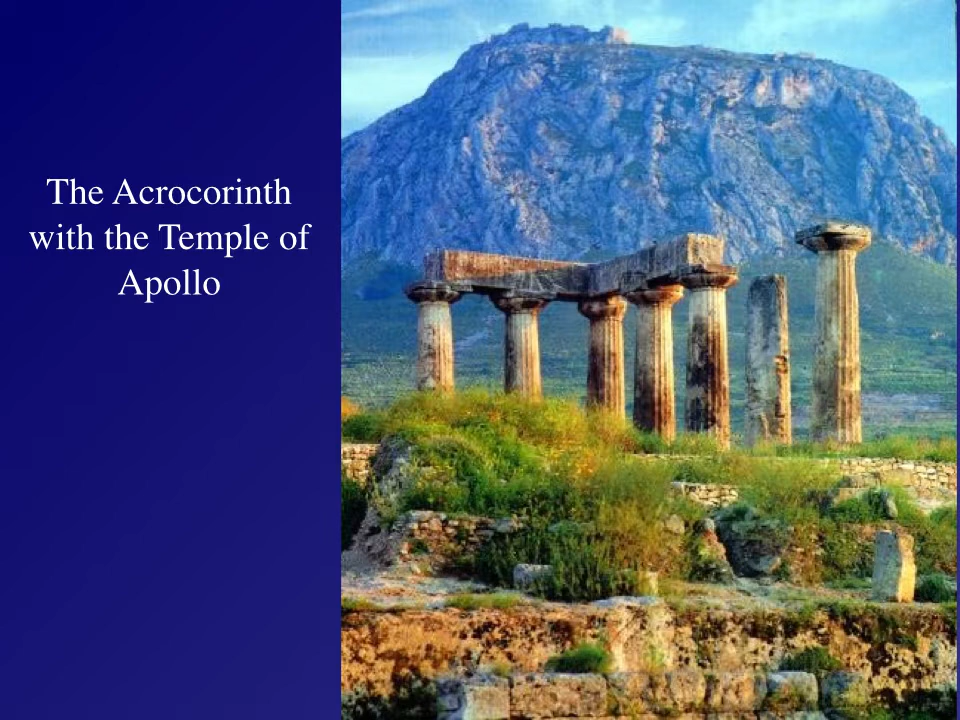 The Acrocorinth
with the Temple of
Apollo